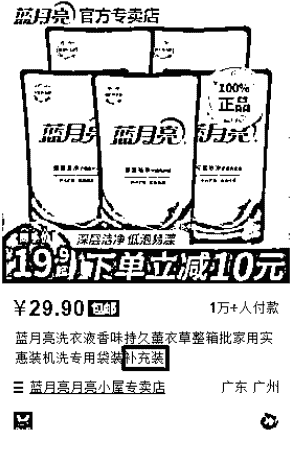 蓝月亮 官方专卖店
100%
正品
蓝月亮
蓝月亮
深层洁净 低泡易漂
19.9起
下单立减10元
¥29.90 包邮
1万+人付款
蓝月亮洗衣液香味持久薰衣草整箱批家用实
惠装机洗专用袋装补充装
蓝月亮月亮小屋专卖店
广东 广州